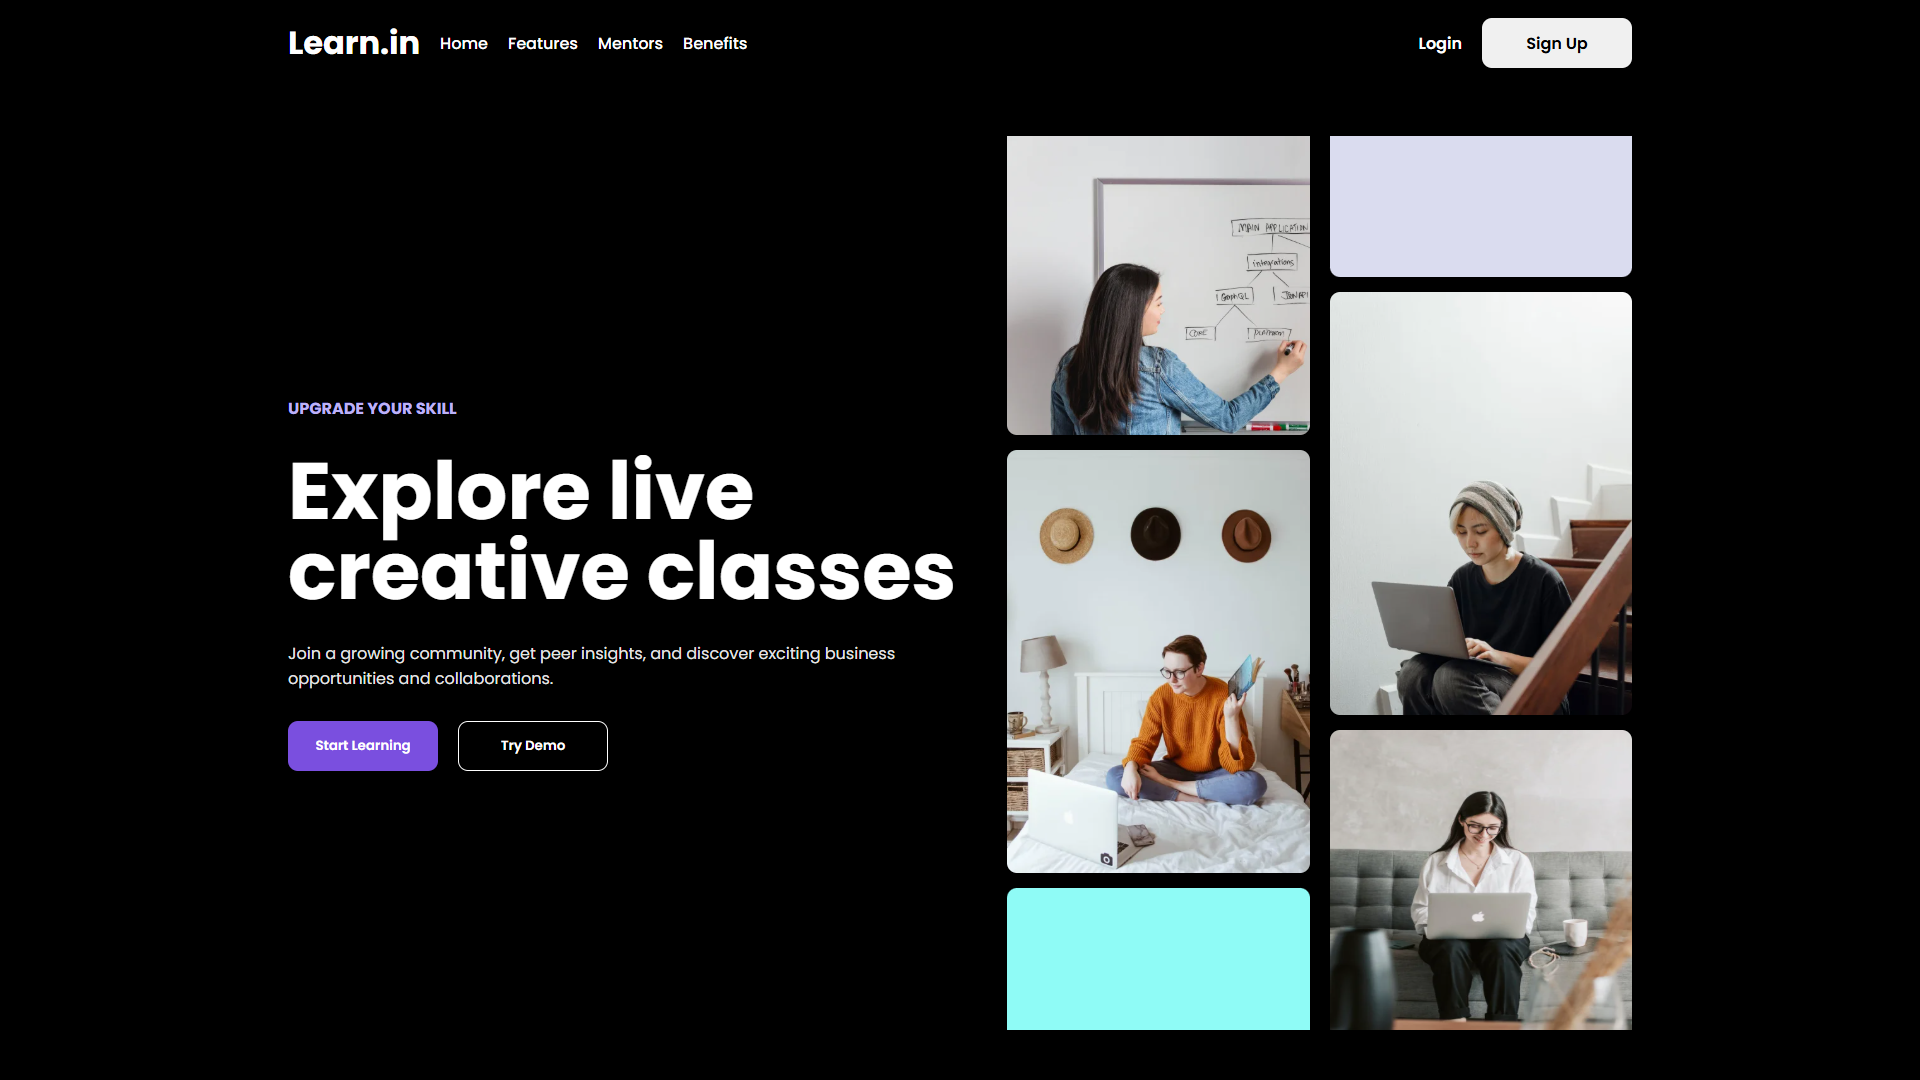 Learn.in
Home
Features
Mentors
Benefits
Login
Sign Up
UPGRADE YOUR SKILL
Explore live
creative classes
Join a growing community, get peer insights, and discover exciting business
opportunities and collaborations.
Start Learning
Try Demo
MAIN APPLICATION
integrations
GraphQL
JSON API
CORE
PLATFORM